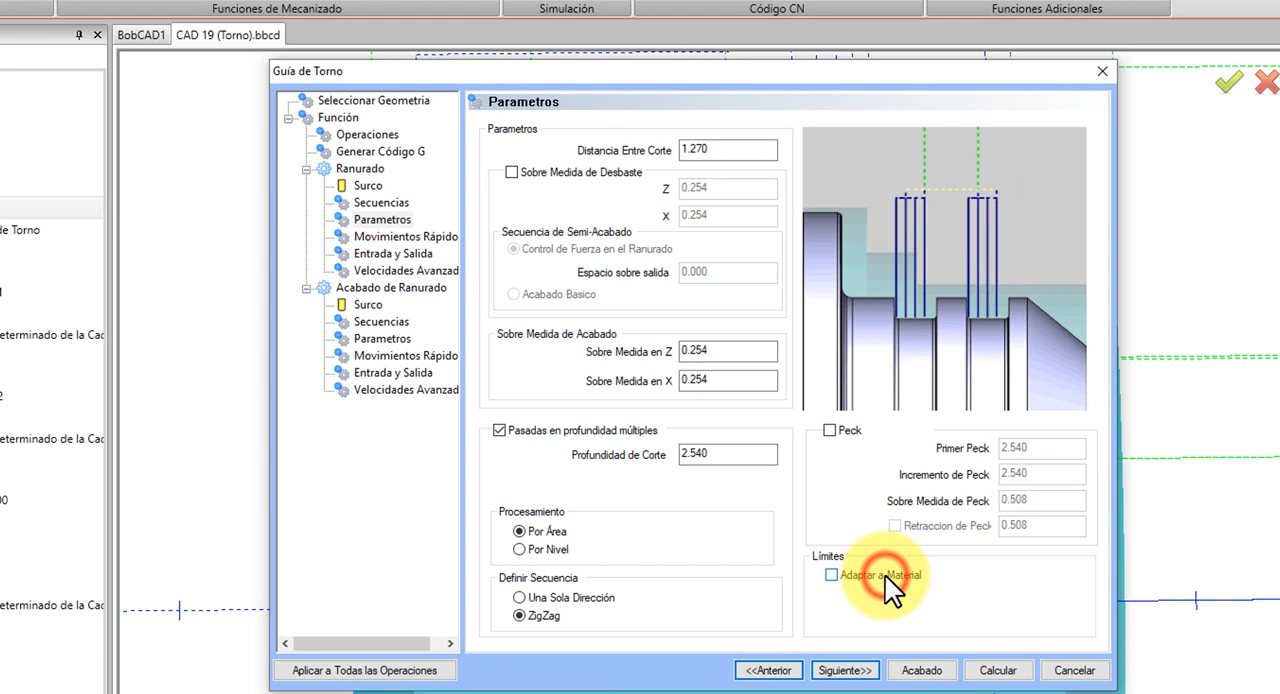 Funciones de Mecanizado
Simulación
Código CN
Funciones Adicionales
BobCAD1
CAD 19 (Torno).bbcd
Guía de Torno
Seleccionar Geometria
Función
Operaciones
Generar Código G
Ranurado
Surco
Secuencias
Parametros
Movimientos Rápido
Entrada y Salida
Velocidades Avanzad
Acabado de Ranurado
Surco
Secuencias
Parametros
Movimientos Rápido
Entrada y Salida
Velocidades Avanzad
Parametros
Parametros
Distancia Entre Corte 1.270
Sobre Medida de Desbaste
Z 0.254
X 0.254
Secuencia de Semi-Acabado
Control de Fuerza en el Ranurado
Espacio sobre salida 0.000
Acabado Basico
Sobre Medida de Acabado
Sobre Medida en Z 0.254
Sobre Medida en X 0.254
Pasadas en profundidad múltiples
Profundidad de Corte 2.540
Procesamiento
Por Área
Por Nivel
Definir Secuencia
Una Sola Dirección
ZigZag
Peck
Primer Peck 2.540
Incremento de Peck 2.540
Sobre Medida de Peck 0.508
Retraccion de Peck 0.508
Límites
Adaptar a Material
Aplicar a Todas las Operaciones
<<Anterior
Siguiente>>
Acabado
Calcular
Cancelar
de Torno
eterminado de la Cad
2
eterminado de la Cad
00
eterminado de la Cad